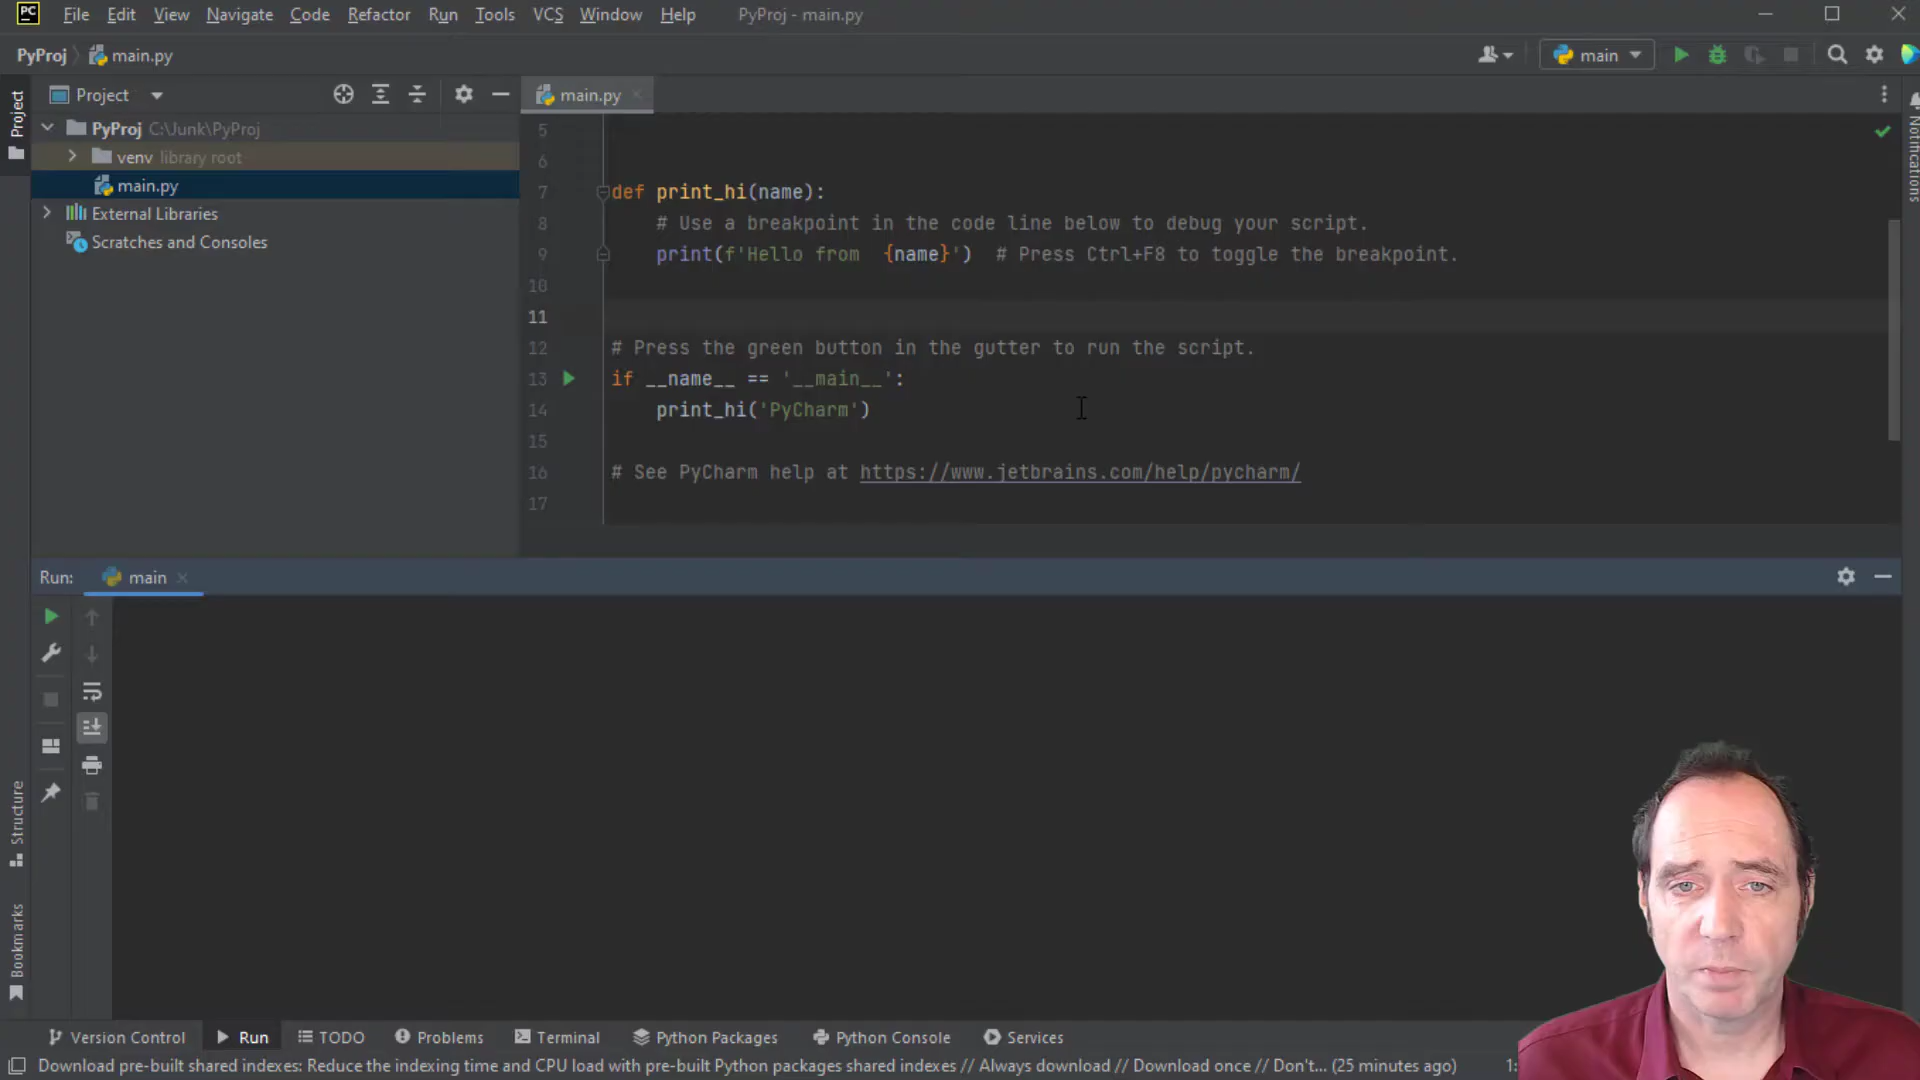 PC File Edit View Navigate Code Refactor Run Tools VCS Window Help PyProj - main.py
PyProj main.py main
Project main.py
Project
PyProj C:\Junk\PyProj
venv library root
main.py
External Libraries
Scratches and Consoles
5
6
7 def print_hi(name):
8 # Use a breakpoint in the code line below to debug your script.
9 print(f'Hello from  {name}')  # Press Ctrl+F8 to toggle the breakpoint.
10
11
12 # Press the green button in the gutter to run the script.
13 if __name__ == '__main__':
14 print_hi('PyCharm')
15
16 # See PyCharm help at https://www.jetbrains.com/help/pycharm/
17
Notifications
Run: main
Structure
Bookmarks
Version Control Run TODO Problems Terminal Python Packages Python Console Services
Download pre-built shared indexes: Reduce the indexing time and CPU load with pre-built Python packages shared indexes // Always download // Download once // Don't... (25 minutes ago) 1: